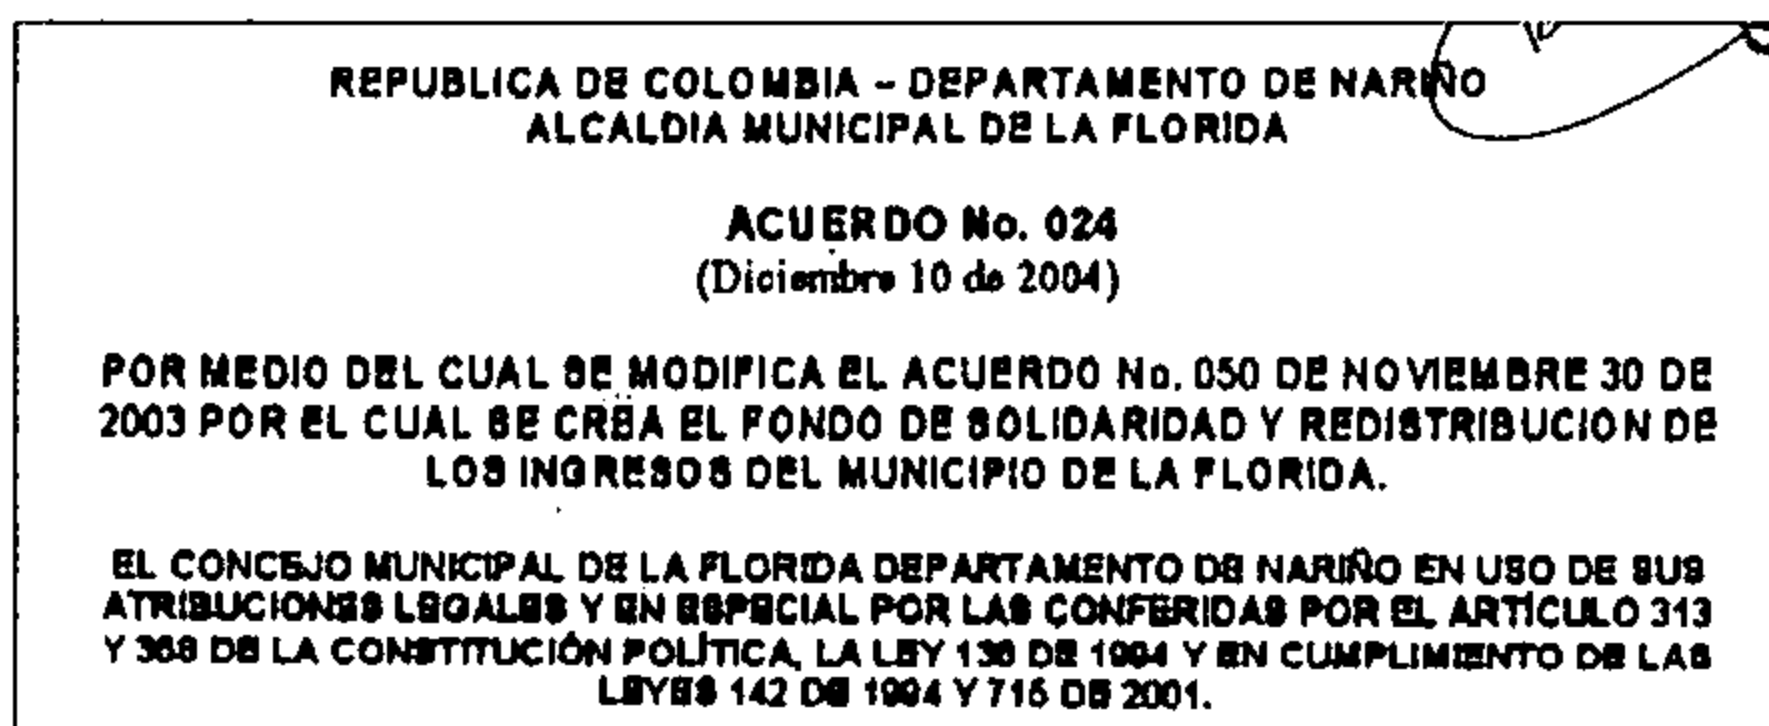 REPUBLICA DE COLOMBIA – DEPARTAMENTO DE NARIÑO
ALCALDIA MUNICIPAL DE LA FLORIDA
ACUERDO No. 024
(Diciembre 10 de 2004)
POR MEDIO DEL CUAL SE MODIFICA EL ACUERDO No. 050 DE NOVIEMBRE 30 DE
2003 POR EL CUAL SE CREA EL FONDO DE SOLIDARIDAD Y REDISTRIBUCION DE
LOS INGRESOS DEL MUNICIPIO DE LA FLORIDA.
EL CONCEJO MUNICIPAL DE LA FLORIDA DEPARTAMENTO DE NARIÑO EN USO DE SUS
ATRIBUCIONES LEGALES Y EN ESPECIAL POR LAS CONFERIDAS POR EL ARTÍCULO 313
Y 368 DE LA CONSTITUCIÓN POLÍTICA, LA LEY 136 DE 1994 Y EN CUMPLIMIENTO DE LAS
LEYES 142 DE 1994 Y 715 DE 2001.